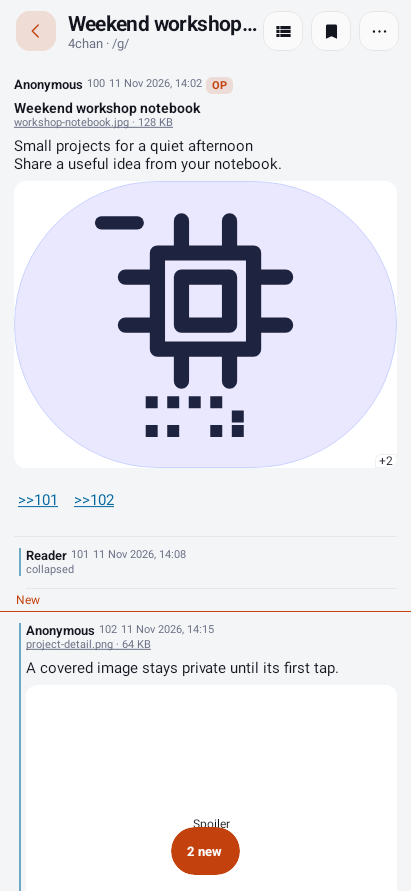 Weekend workshop...
4chan · /g/
Anonymous 100 11 Nov 2026, 14:02 OP
Weekend workshop notebook
workshop-notebook.jpg · 128 KB
Small projects for a quiet afternoon
Share a useful idea from your notebook.
+2
>>101 >>102
Reader 101 11 Nov 2026, 14:08
collapsed
New
Anonymous 102 11 Nov 2026, 14:15
project-detail.png · 64 KB
A covered image stays private until its first tap.
Spoiler
2 new